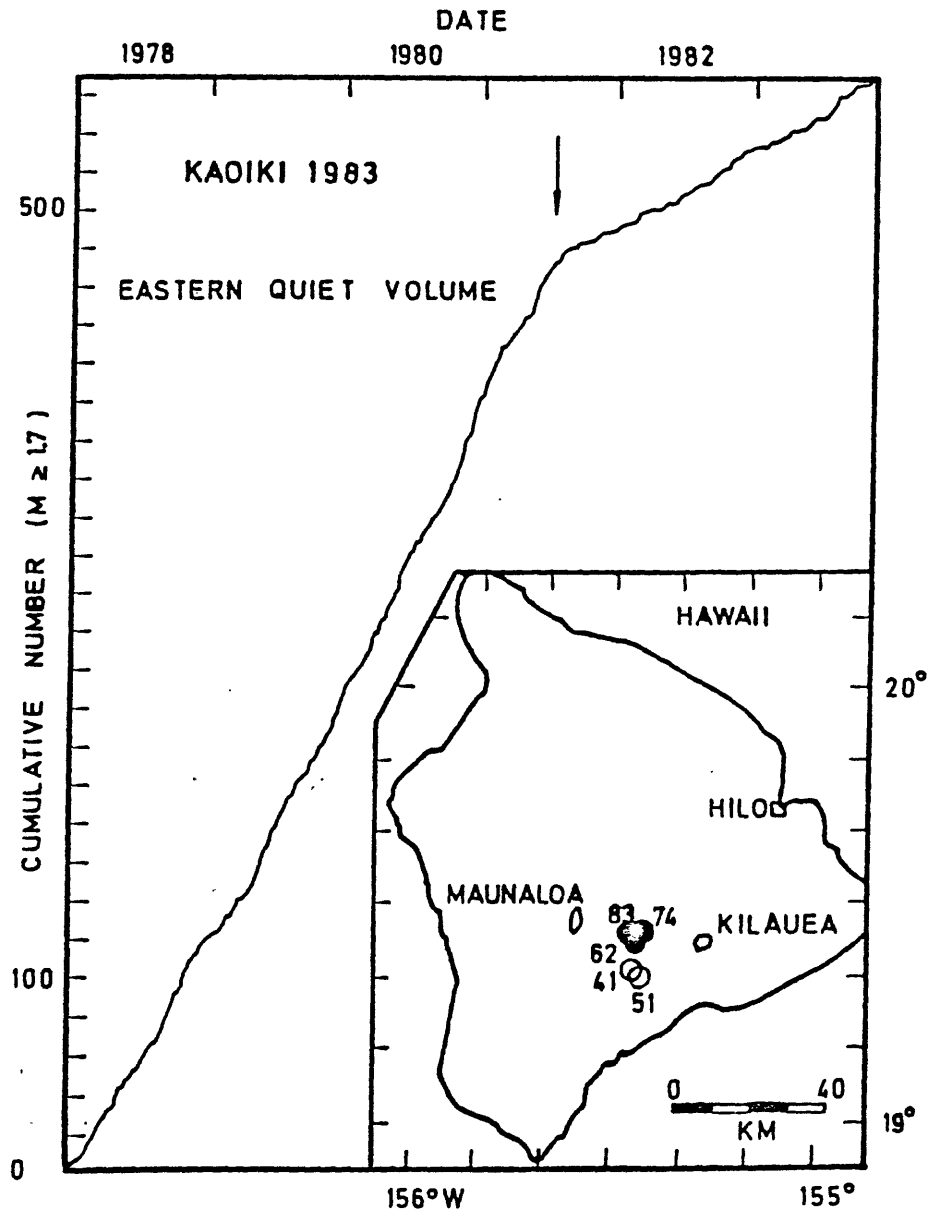 DATE
1978 1980 1982
KAOIKI 1983
500
EASTERN QUIET VOLUME
CUMULATIVE NUMBER (M ≥ 1.7)
HAWAII
20°
HILO
MAUNALOA
83 74
KILAUEA
62
41
51
100
0 40
KM
19°
0
156°W 155°